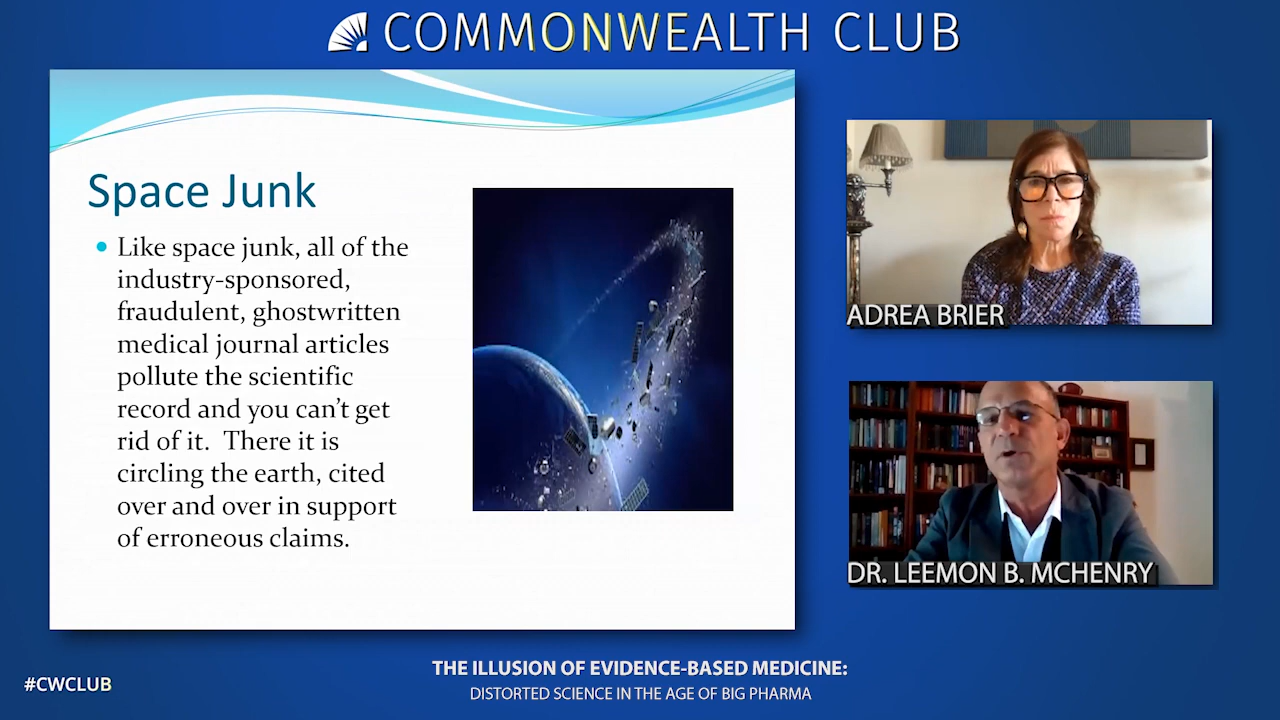 COMMONWEALTH CLUB
Space Junk
Like space junk, all of the
industry-sponsored,
fraudulent, ghostwritten
medical journal articles
pollute the scientific
record and you can’t get
rid of it.  There it is
circling the earth, cited
over and over in support
of erroneous claims.
ADREA BRIER
DR. LEEMON B. MCHENRY
THE ILLUSION OF EVIDENCE-BASED MEDICINE:
DISTORTED SCIENCE IN THE AGE OF BIG PHARMA
#CWCLUB